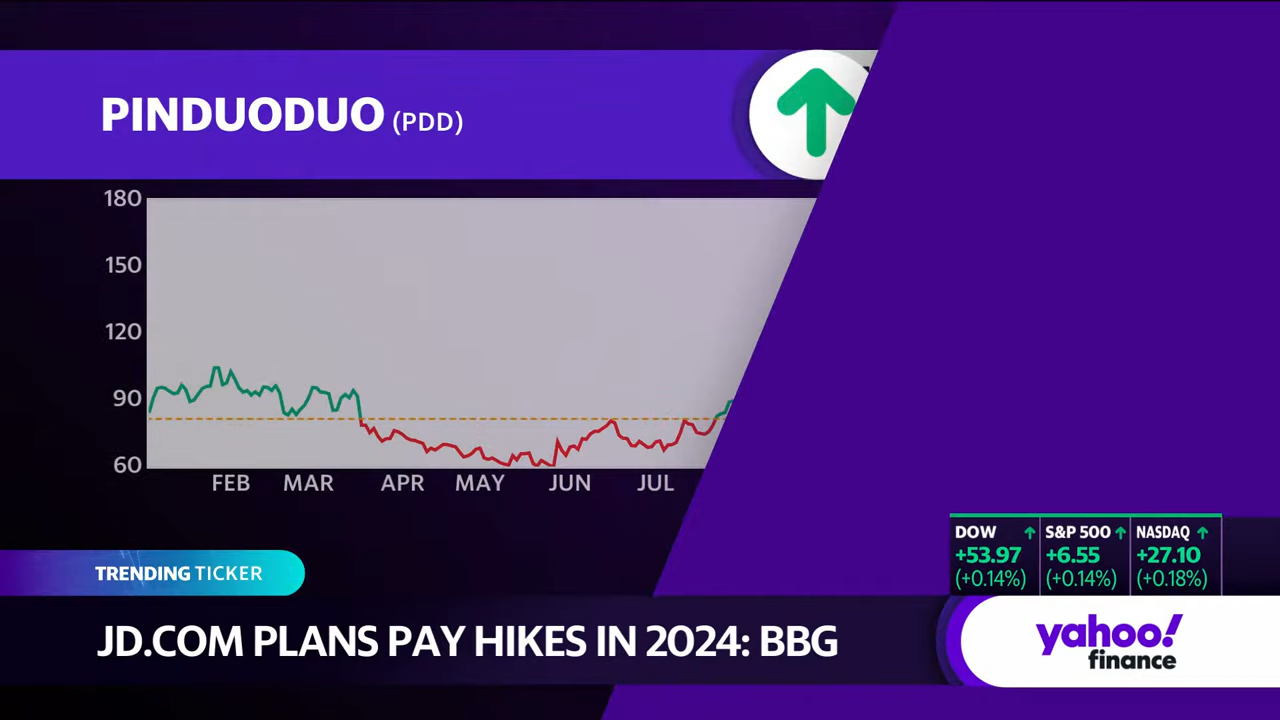 PINDUODUO (PDD)
180
150
120
90
60
FEB MAR APR MAY JUN JUL
DOW
+53.97
(+0.14%)
S&P 500
+6.55
(+0.14%)
NASDAQ
+27.10
(+0.18%)
TRENDING TICKER
JD.COM PLANS PAY HIKES IN 2024: BBG
yahoo!
finance